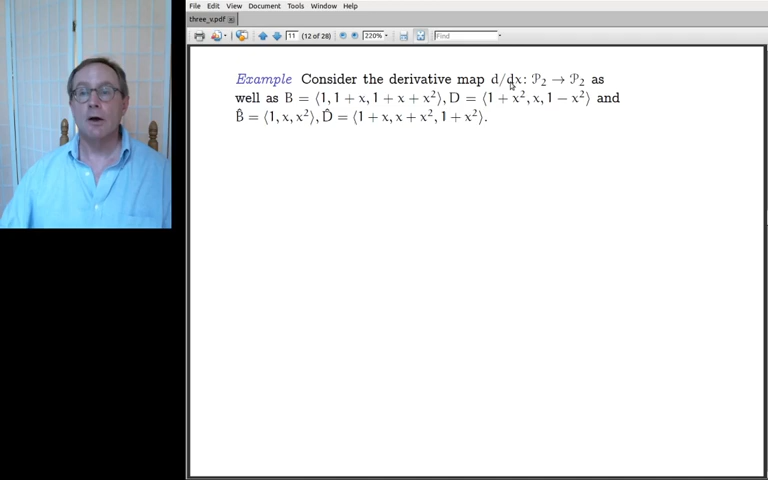 File Edit View Document Tools Window Help
three_v.pdf
11 (12 of 28) 220% Find
Example Consider the derivative map d/dx: P₂ → P₂ as
well as B = ⟨1, 1 + x, 1 + x + x²⟩, D = ⟨1 + x², x, 1 − x²⟩ and
B̂ = ⟨1, x, x²⟩, D̂ = ⟨1 + x, x + x², 1 + x²⟩.